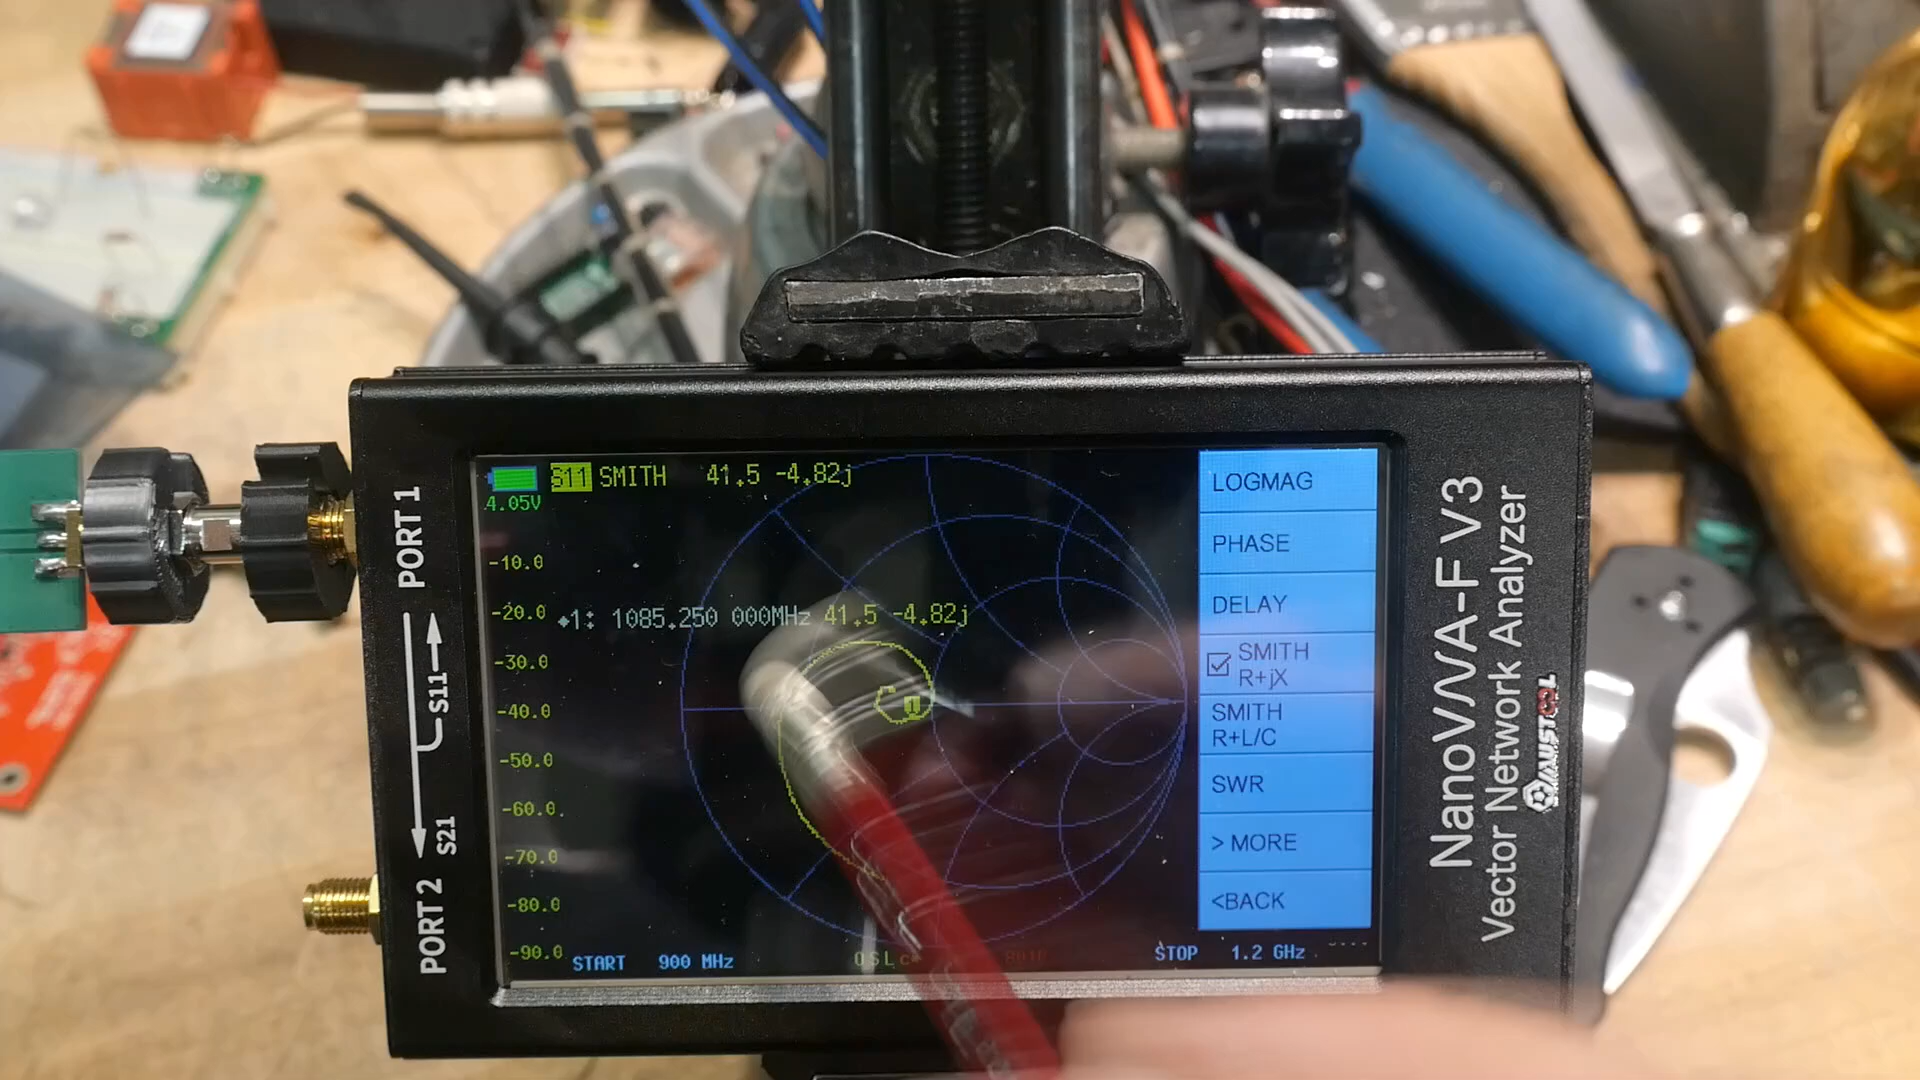 S11 SMITH 41.5 -4.82j
4.05V
-10.0
-20.0
1: 1085.250 000MHz 41.5 -4.82j
-30.0
-40.0
-50.0
-60.0
-70.0
-80.0
-90.0
START 900 MHz
STOP 1.2 GHz
LOGMAG
PHASE
DELAY
SMITH
R+jX
SMITH
R+L/C
SWR
> MORE
<BACK
1
PORT 1
S11
S21
PORT 2
NanoVNA-F V3
Vector Network Analyzer